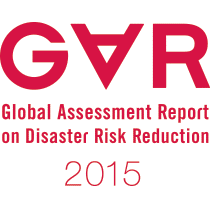 GAR
Global Assessment Report
on Disaster Risk Reduction
2015